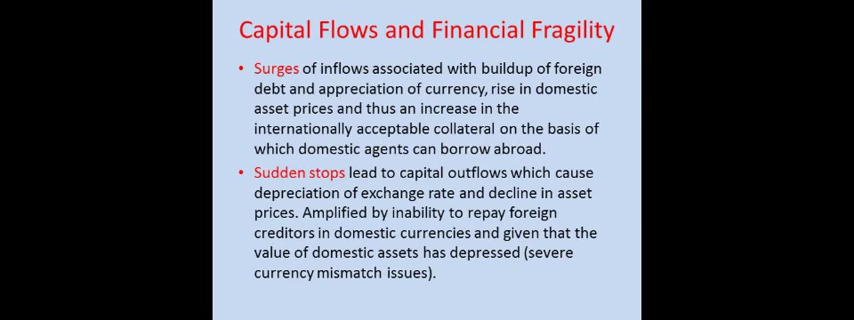 Capital Flows and Financial Fragility
• Surges of inflows associated with buildup of foreign
debt and appreciation of currency, rise in domestic
asset prices and thus an increase in the
internationally acceptable collateral on the basis of
which domestic agents can borrow abroad.
• Sudden stops lead to capital outflows which cause
depreciation of exchange rate and decline in asset
prices. Amplified by inability to repay foreign
creditors in domestic currencies and given that the
value of domestic assets has depressed (severe
currency mismatch issues).